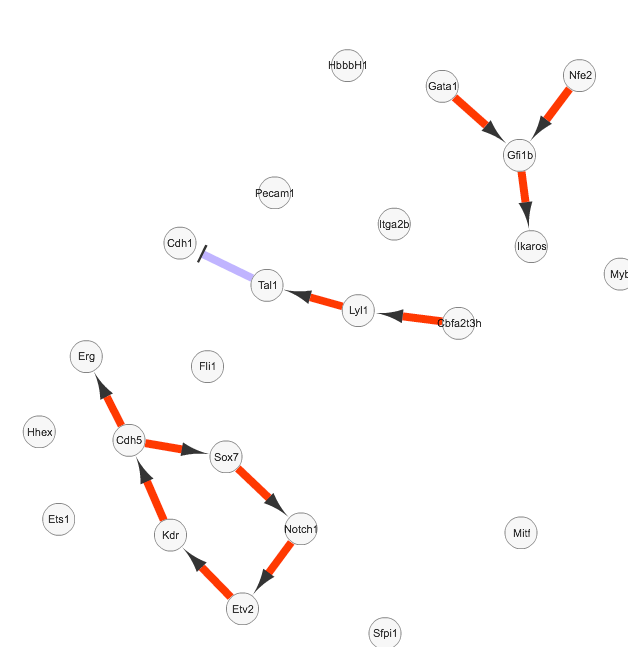 HbbbH1
Nfe2
Gata1
Gfi1b
Pecam1
Itga2b
Cdh1
Ikaros
Myb
Tal1
Lyl1
Cbfa2t3h
Erg
Fli1
Hhex
Cdh5
Sox7
Ets1
Notch1
Kdr
Mitf
Etv2
Sfpi1